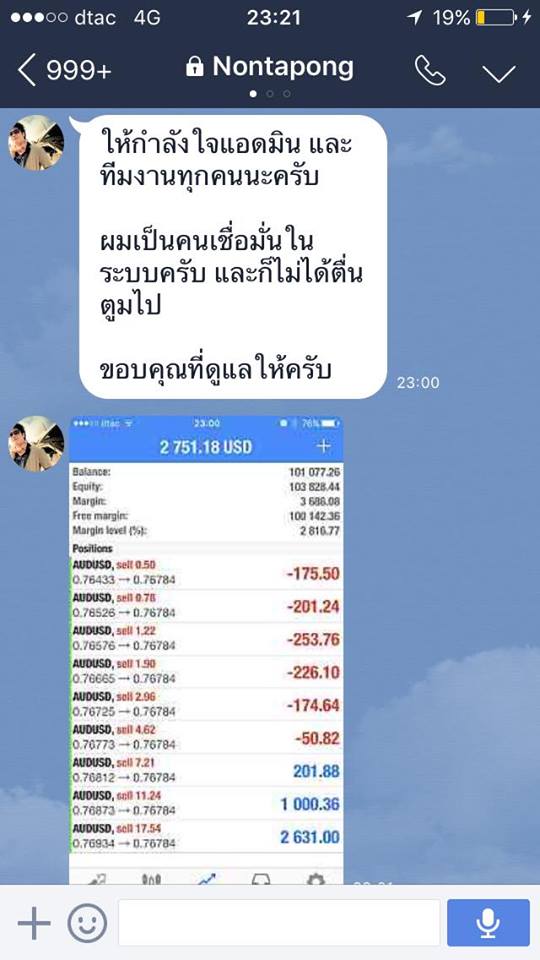 dtac 4G 23:21 19%
999+ Nontapong
ให้กำลังใจแอดมิน และ
ทีมงานทุกคนนะครับ
ผมเป็นคนเชื่อมั่นใน
ระบบครับ และก็ไม่ได้ตื่น
ตูมไป
ขอบคุณที่ดูแลให้ครับ
23:00
dtac 23:00 76%
2 751.18 USD
Balance: 101 077.26
Equity: 103 828.44
Margin: 3 686.08
Free margin: 100 142.36
Margin level (%): 2 816.77
Positions
AUDUSD, sell 0.50
0.76433 → 0.76784 -175.50
AUDUSD, sell 0.78
0.76526 → 0.76784 -201.24
AUDUSD, sell 1.22
0.76576 → 0.76784 -253.76
AUDUSD, sell 1.90
0.76665 → 0.76784 -226.10
AUDUSD, sell 2.96
0.76725 → 0.76784 -174.64
AUDUSD, sell 4.62
0.76773 → 0.76784 -50.82
AUDUSD, sell 7.21
0.76812 → 0.76784 201.88
AUDUSD, sell 11.24
0.76873 → 0.76784 1 000.36
AUDUSD, sell 17.54
0.76934 → 0.76784 2 631.00